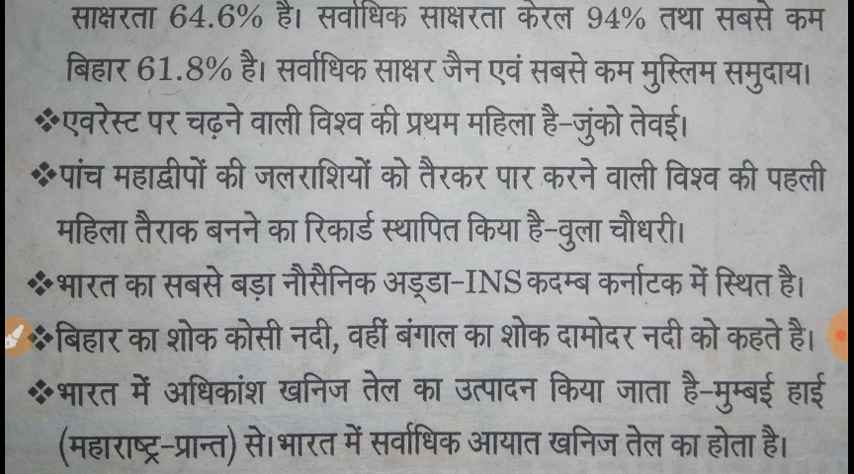 साक्षरता 64.6% है। सर्वाधिक साक्षरता केरल 94% तथा सबसे कम
बिहार 61.8% है। सर्वाधिक साक्षर जैन एवं सबसे कम मुस्लिम समुदाय।
❖एवरेस्ट पर चढ़ने वाली विश्व की प्रथम महिला है-जुंको तेवई।
❖पांच महाद्वीपों की जलराशियों को तैरकर पार करने वाली विश्व की पहली
महिला तैराक बनने का रिकार्ड स्थापित किया है-वुला चौधरी।
❖भारत का सबसे बड़ा नौसैनिक अड्डा-INS कदम्ब कर्नाटक में स्थित है।
❖बिहार का शोक कोसी नदी, वहीं बंगाल का शोक दामोदर नदी को कहते है।
❖भारत में अधिकांश खनिज तेल का उत्पादन किया जाता है-मुम्बई हाई
(महाराष्ट्र-प्रान्त) से। भारत में सर्वाधिक आयात खनिज तेल का होता है।